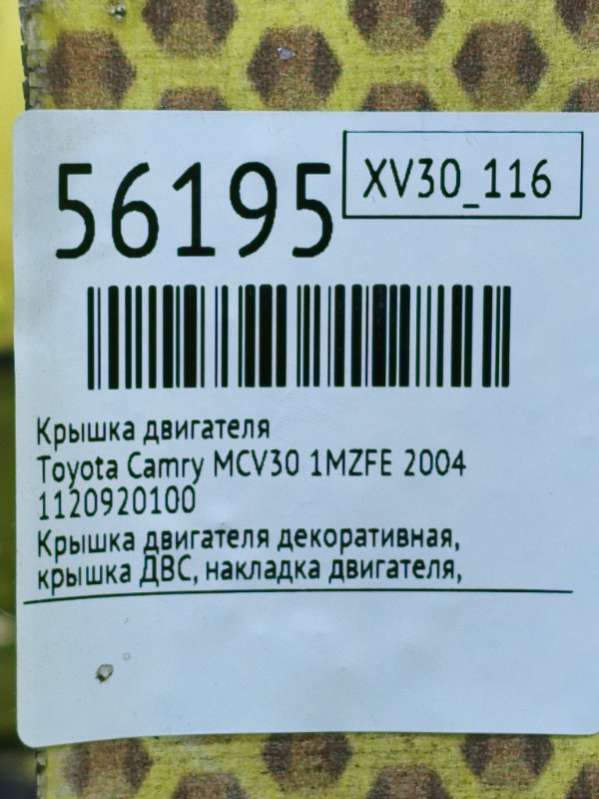 56195
XV30_116
Крышка двигателя
Toyota Camry MCV30 1MZFE 2004
1120920100
Крышка двигателя декоративная,
крышка ДВС, накладка двигателя,